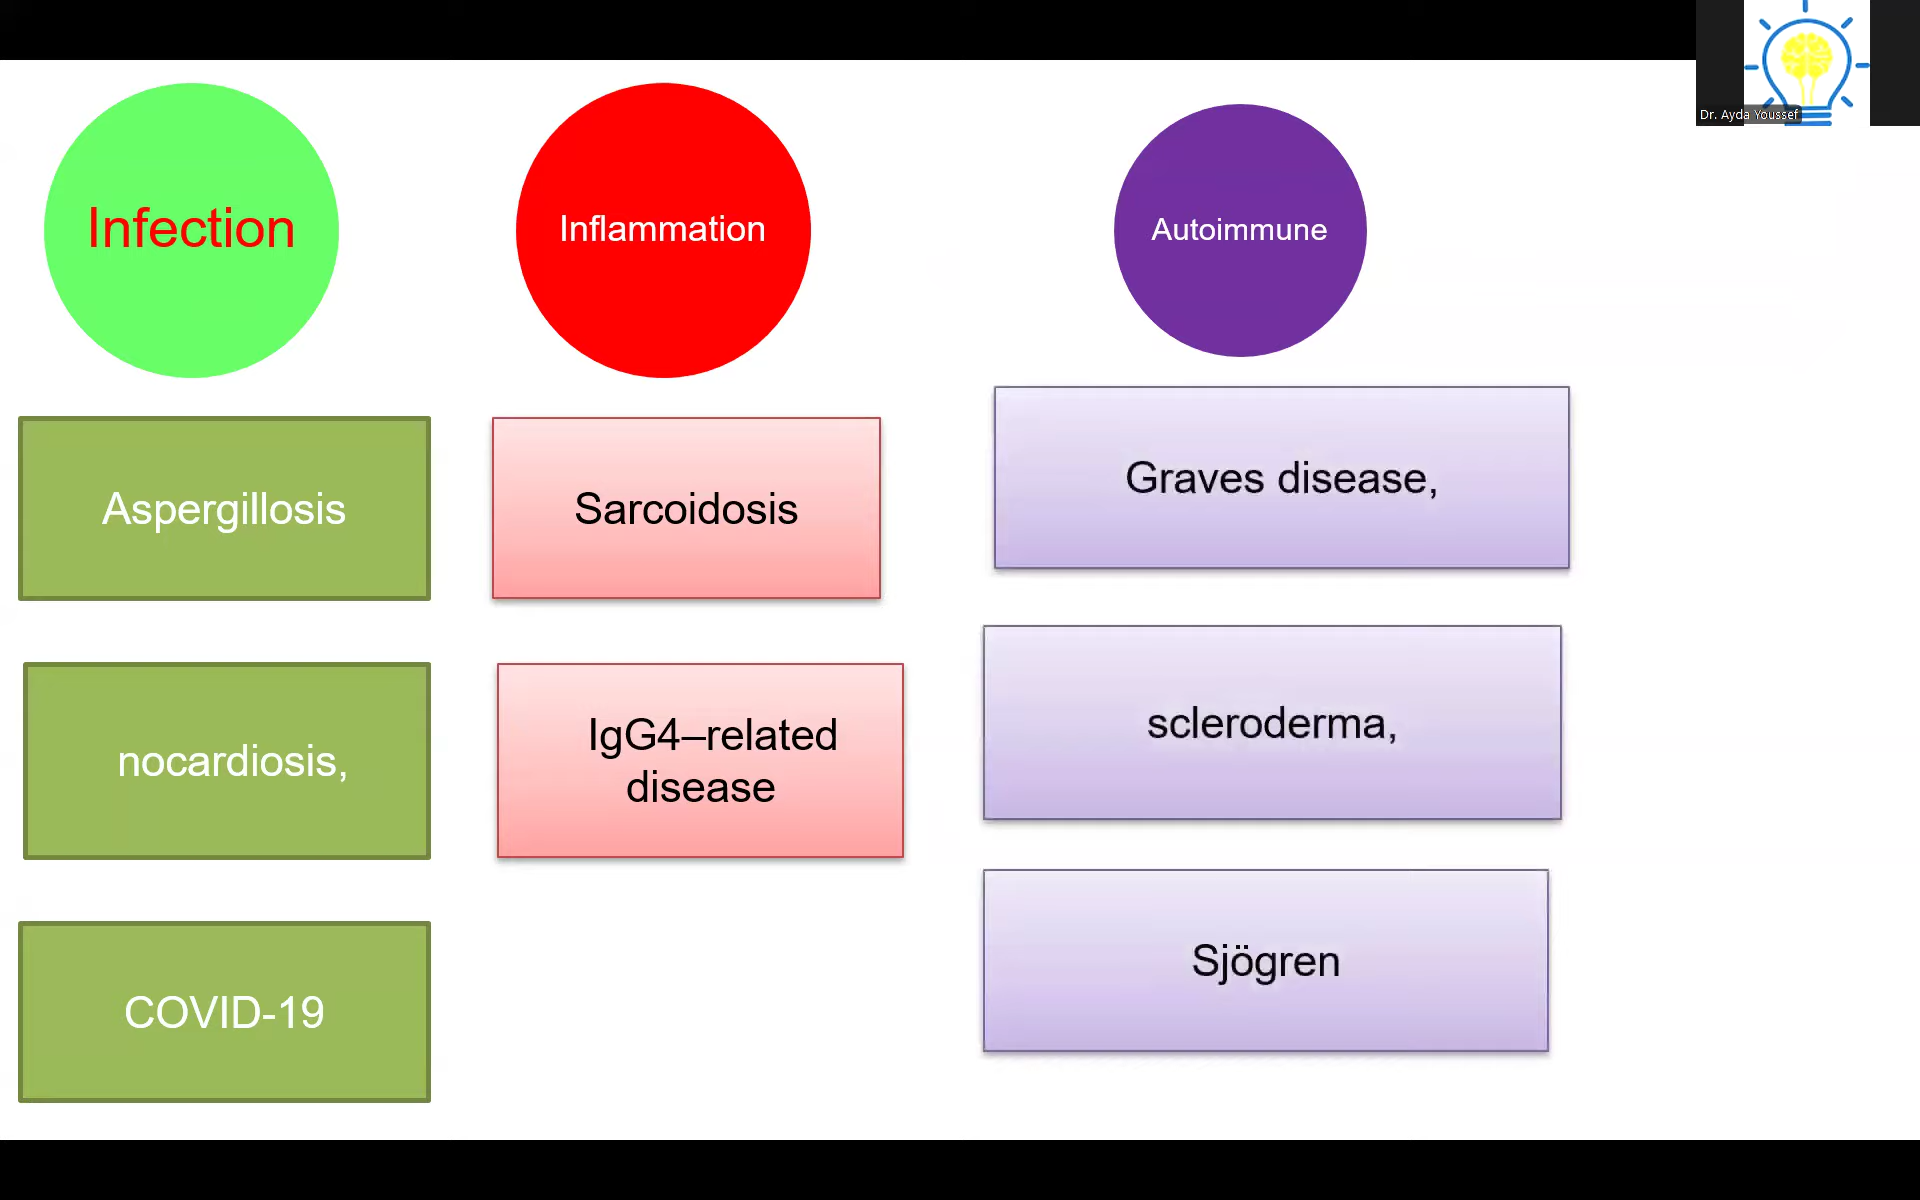 Dr. Ayda Youssef
Infection
Inflammation
Autoimmune
Aspergillosis
Sarcoidosis
Graves disease,
nocardiosis,
IgG4–related
disease
scleroderma,
COVID-19
Sjögren